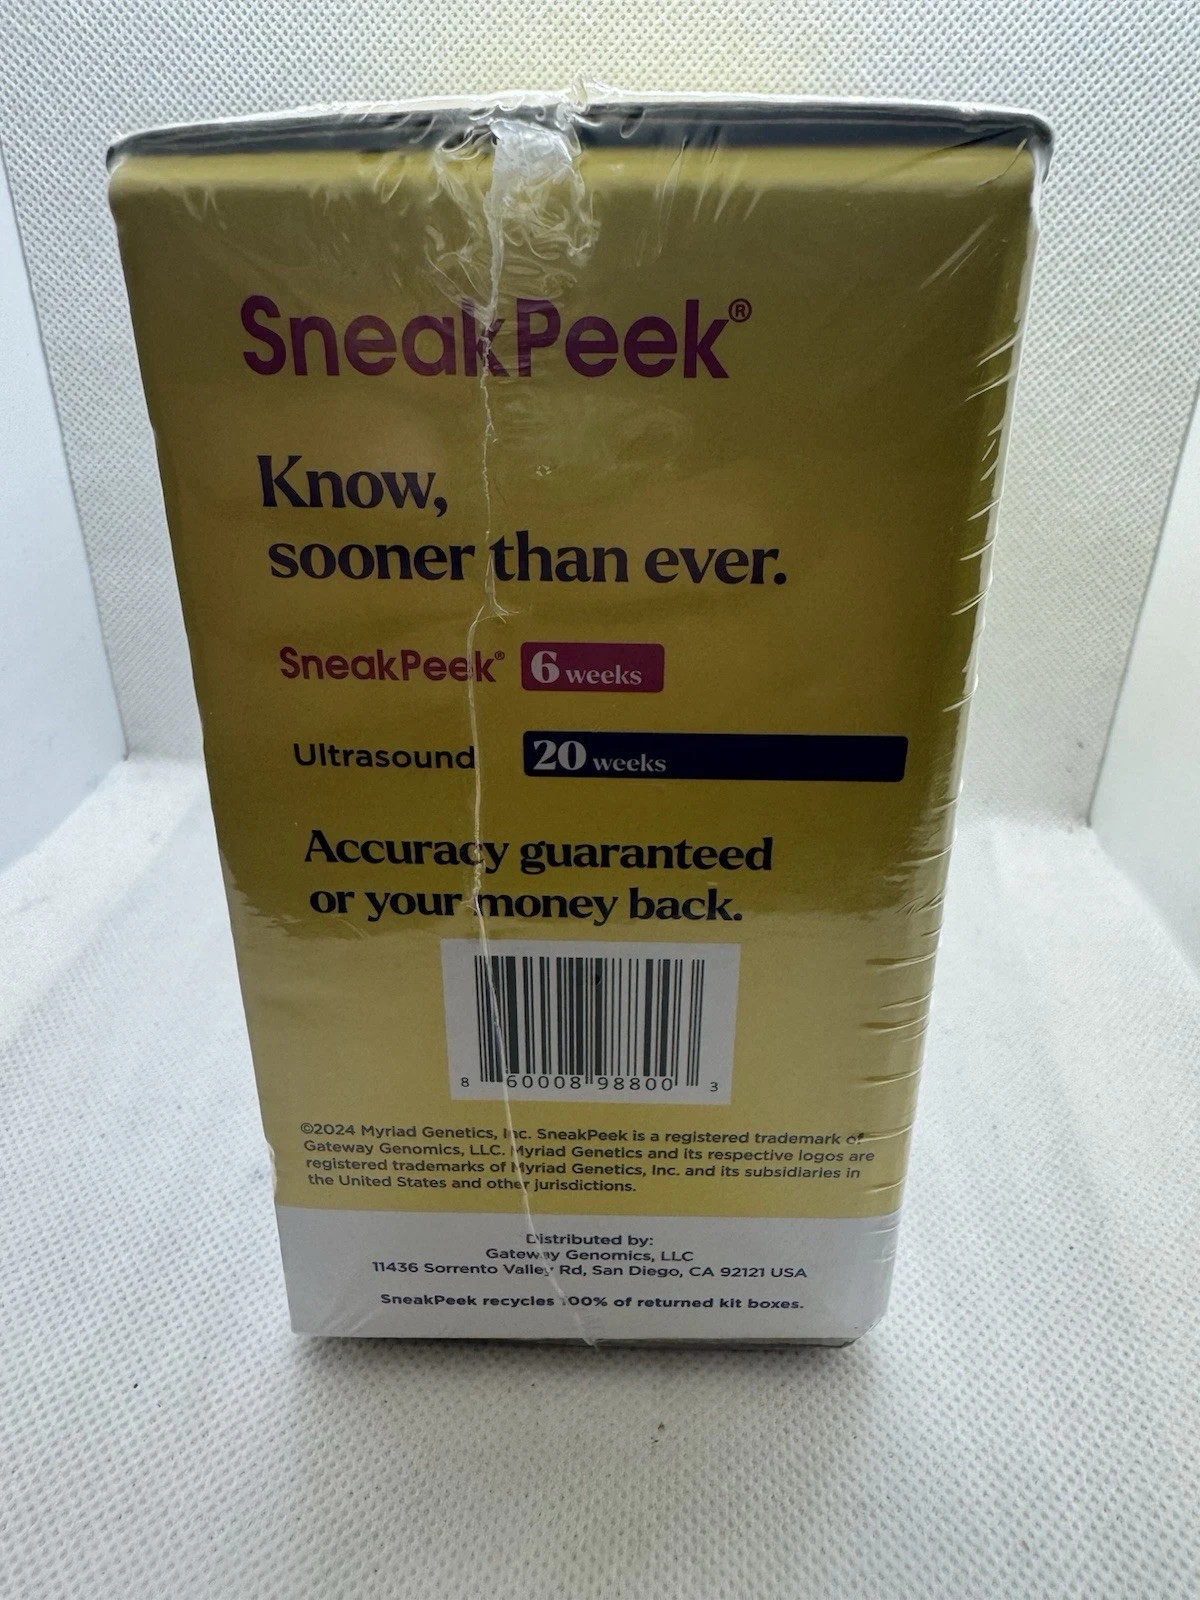 SneakPeek®
Know,
sooner than ever.
SneakPeek® 6 weeks
Ultrasound 20 weeks
Accuracy guaranteed
or your money back.
8 60008 98800 3
©2024 Myriad Genetics, Inc. SneakPeek is a registered trademark of
Gateway Genomics, LLC. Myriad Genetics and its respective logos are
registered trademarks of Myriad Genetics, Inc. and its subsidiaries in
the United States and other jurisdictions.
Distributed by:
Gateway Genomics, LLC
11436 Sorrento Valley Rd, San Diego, CA 92121 USA
SneakPeek recycles 100% of returned kit boxes.